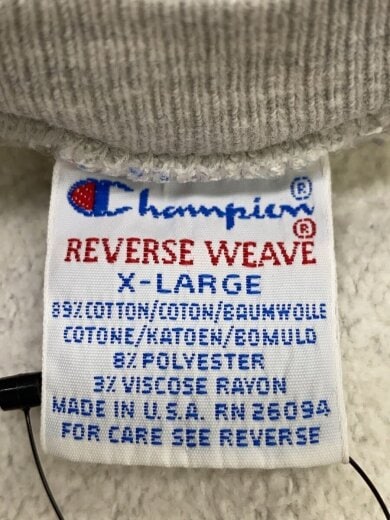 Champion®
REVERSE WEAVE®
X-LARGE
89%COTTON/COTON/BAUMWOLLE
COTONE/KATOEN/BOMULD
8% POLYESTER
3% VISCOSE RAYON
MADE IN U.S.A. RN 26094
FOR CARE SEE REVERSE